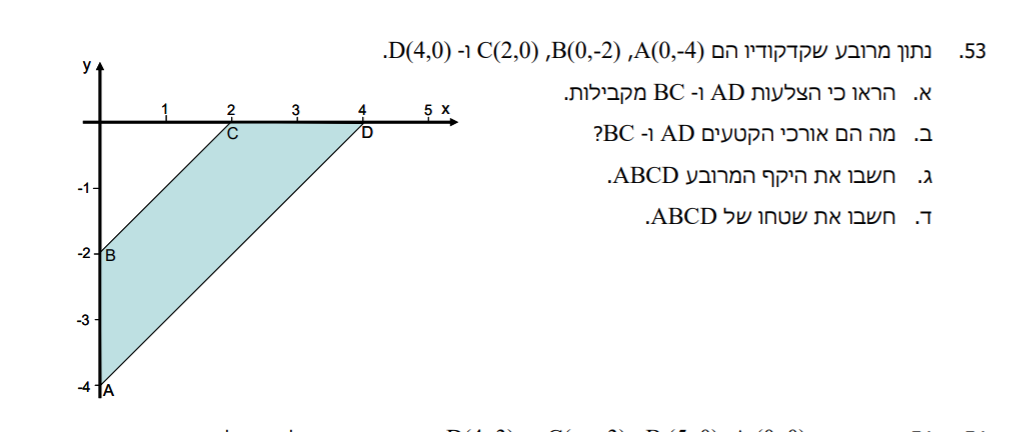 53. נתון מרובע שקדקודיו הם A(0,-4), B(0,-2), C(2,0) ו- D(4,0).
א. הראו כי הצלעות AD ו- BC מקבילות.
ב. מה הם אורכי הקטעים AD ו- BC?
ג. חשבו את היקף המרובע ABCD.
ד. חשבו את שטחו של ABCD.
y
1 2 3 4 5 x
C D
-1
-2 B
-3
-4 A